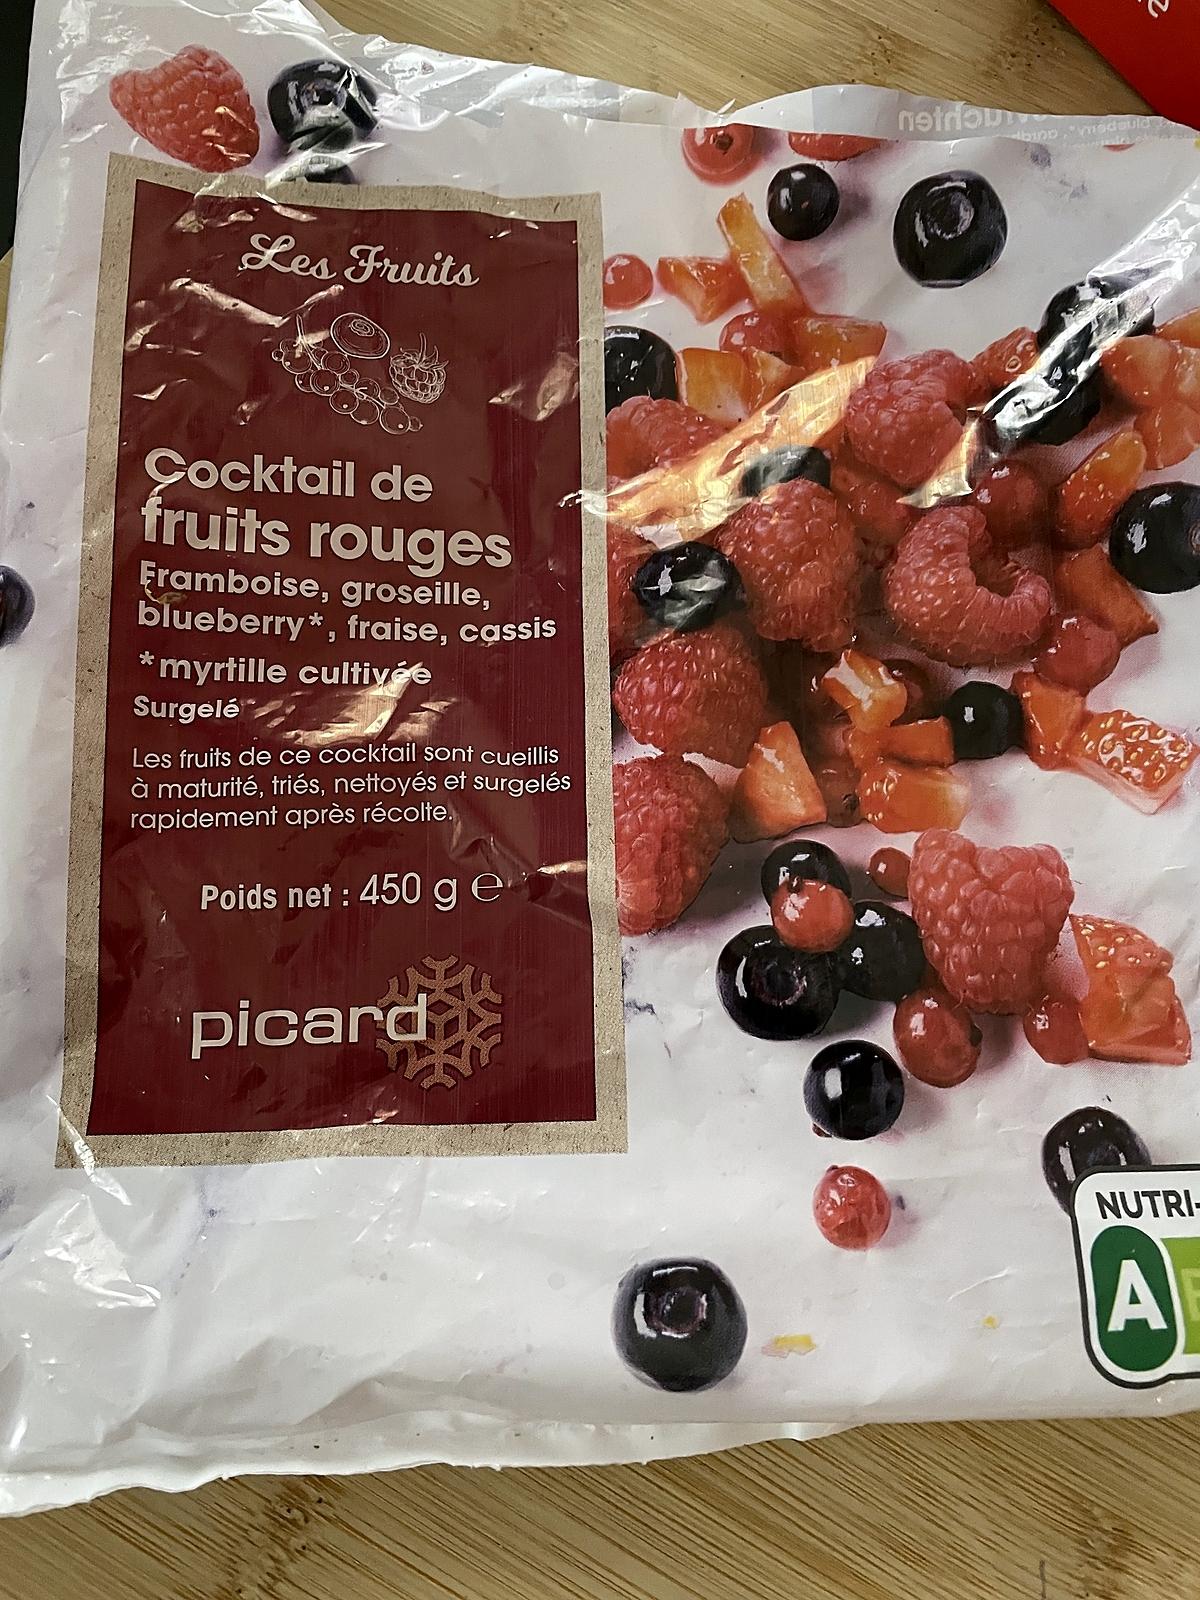 Les Fruits
Cocktail de
fruits rouges
Framboise, groseille,
blueberry*, fraise, cassis
*myrtille cultivée
Surgelé
Les fruits de ce cocktail sont cueillis
à maturité, triés, nettoyés et surgelés
rapidement après récolte.
Poids net : 450 g ℮
picard
NUTRI-
A